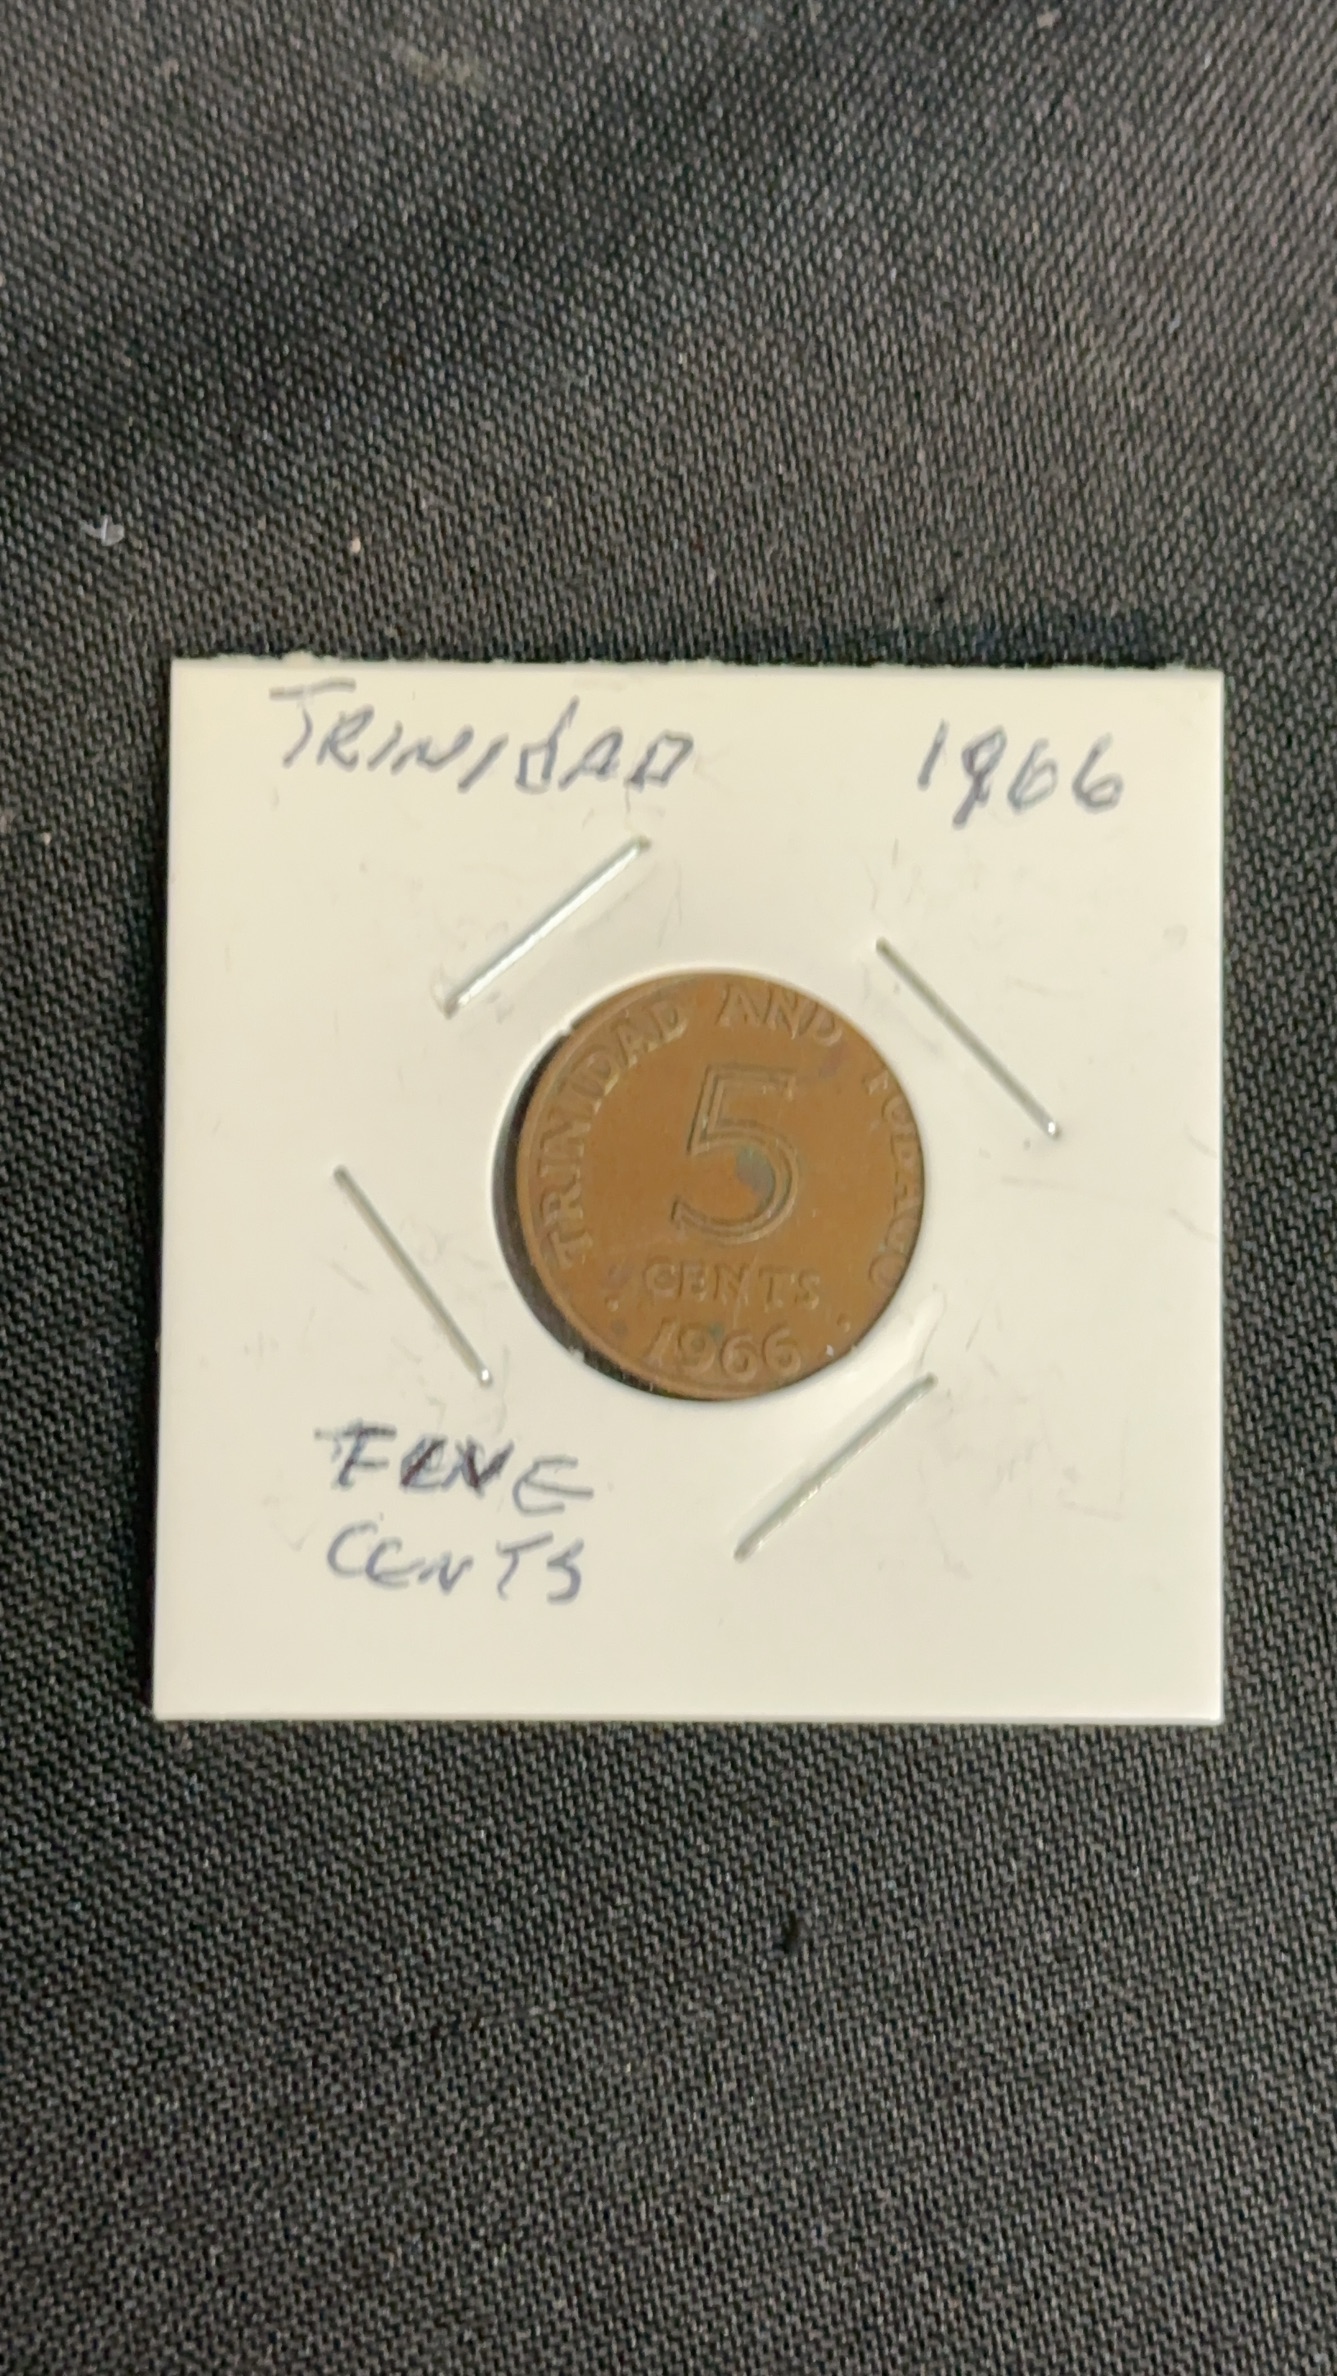 TRINIDAD 1966
TRINIDAD AND TOBAGO
5
CENTS
1966
FIVE
CENTS